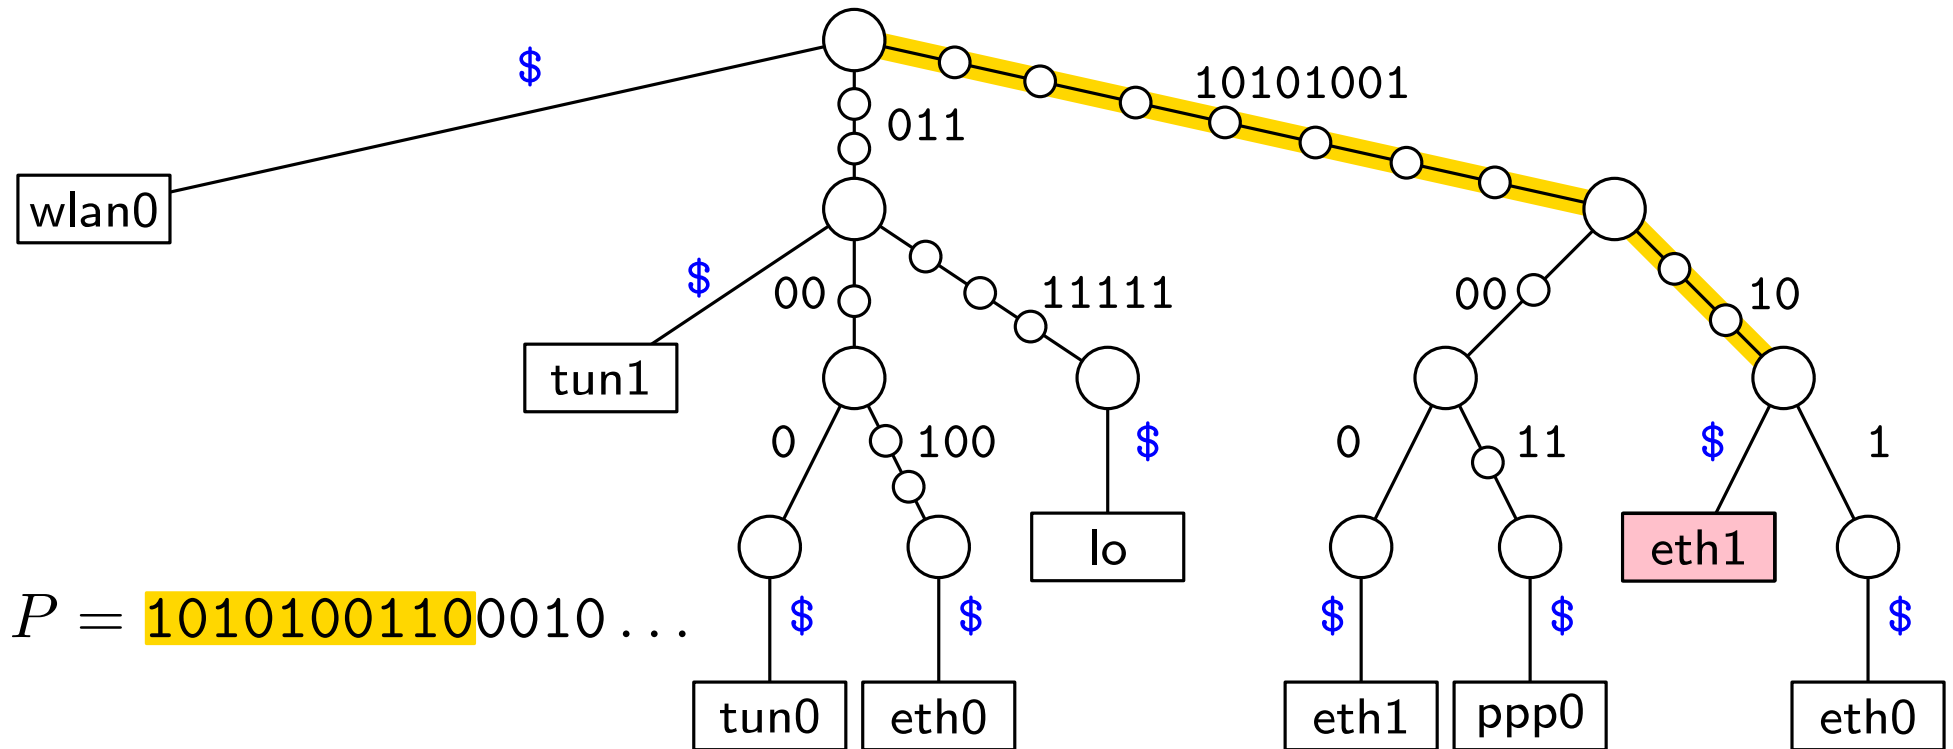 $
10101001
011
wlan0
$ 00 11111 00 10
tun1
0 100 $ 0 11 $ 1
lo eth1
P = 10101001100010...
$ $ $ $ $
tun0 eth0 eth1 ppp0 eth0